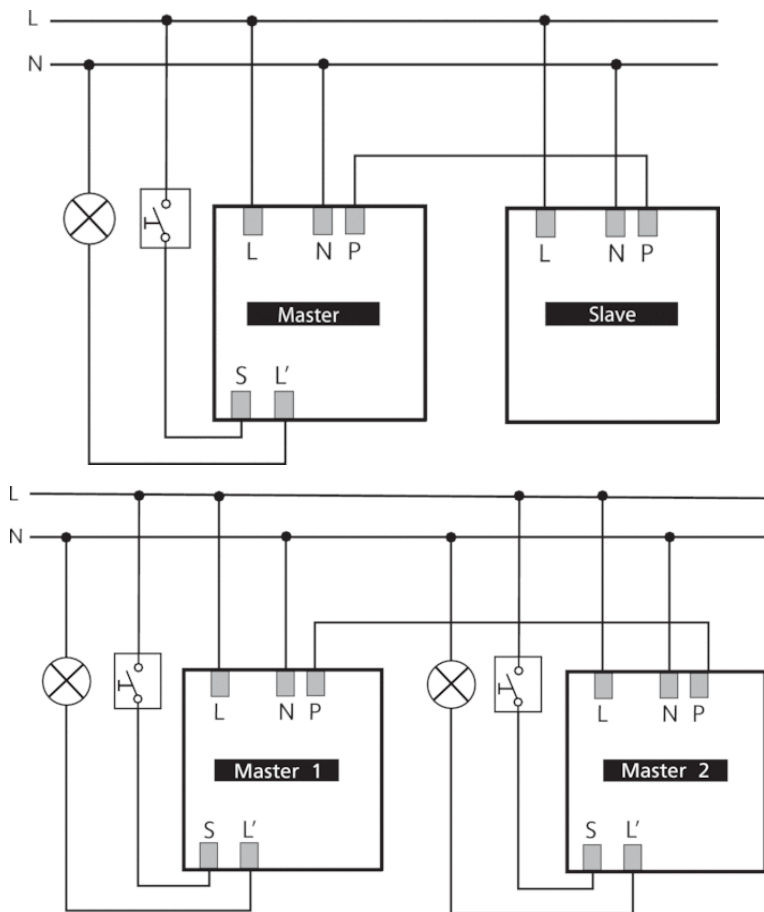 L
N
L N P L N P
Master Slave
S L′
L
N
L N P L N P
Master 1 Master 2
S L′ S L′